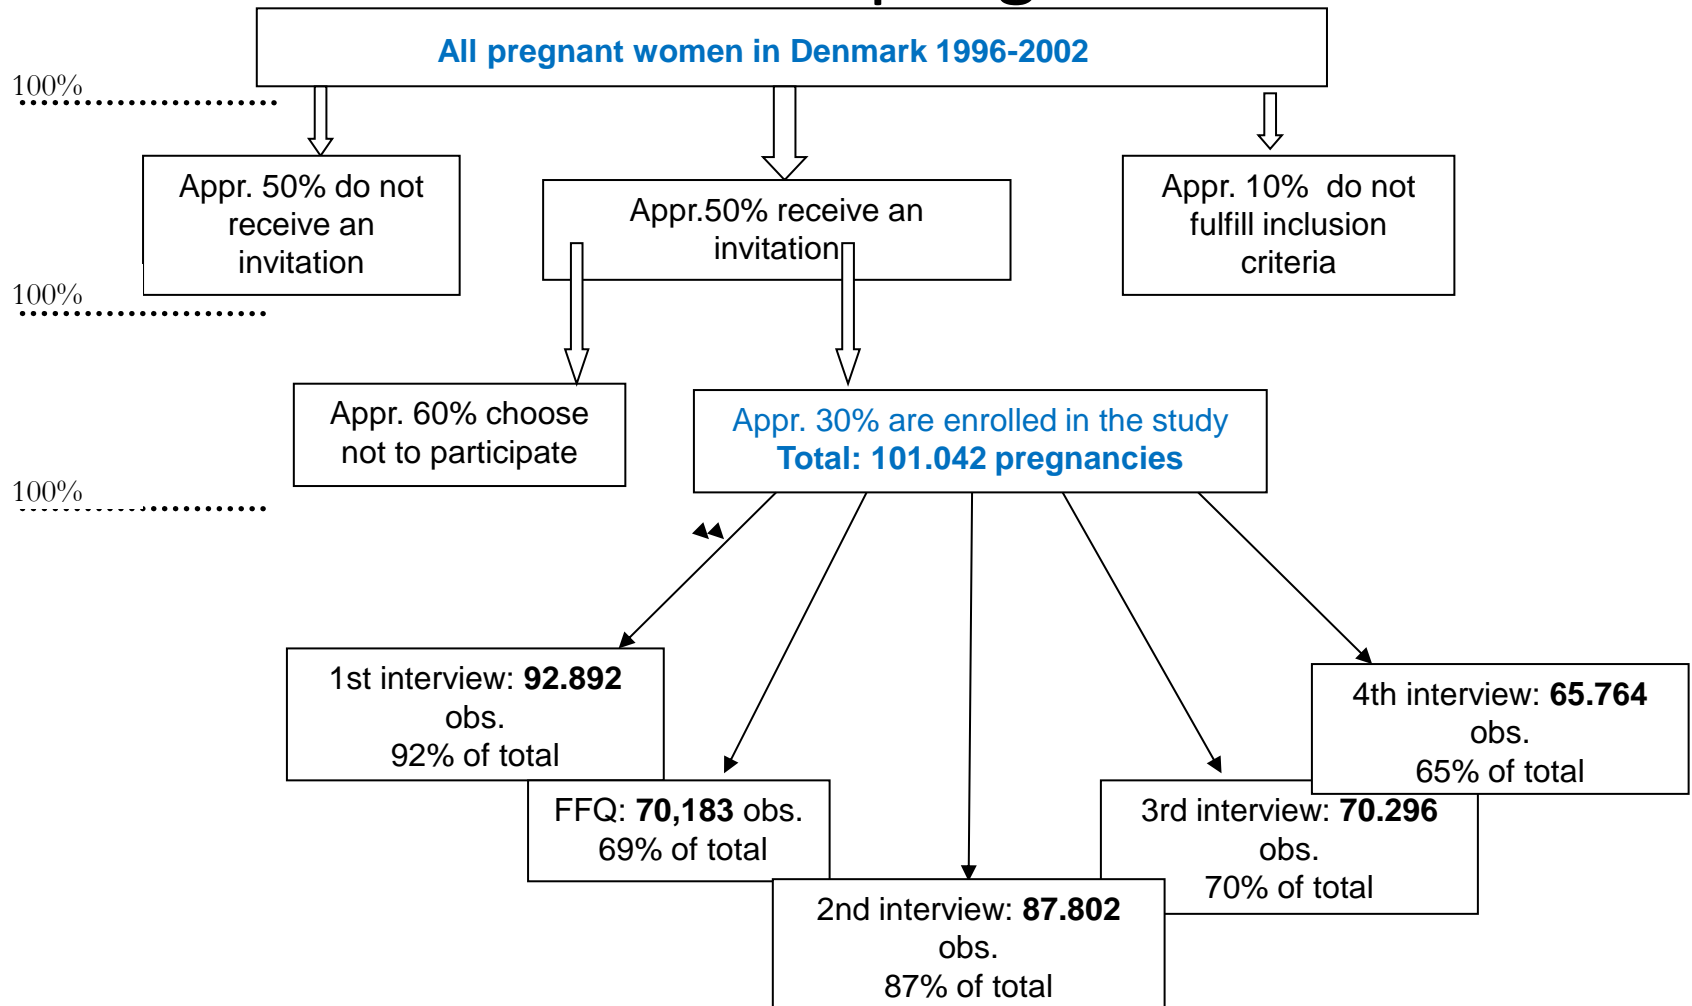 All pregnant women in Denmark 1996-2002
100%
Appr. 50% do not
receive an
invitation
Appr.50% receive an
invitation
Appr. 10% do not
fulfill inclusion
criteria
100%
Appr. 60% choose
not to participate
Appr. 30% are enrolled in the study
Total: 101.042 pregnancies
100%
1st interview: 92.892
obs.
92% of total
FFQ: 70,183 obs.
69% of total
2nd interview: 87.802
obs.
87% of total
3rd interview: 70.296
obs.
70% of total
4th interview: 65.764
obs.
65% of total